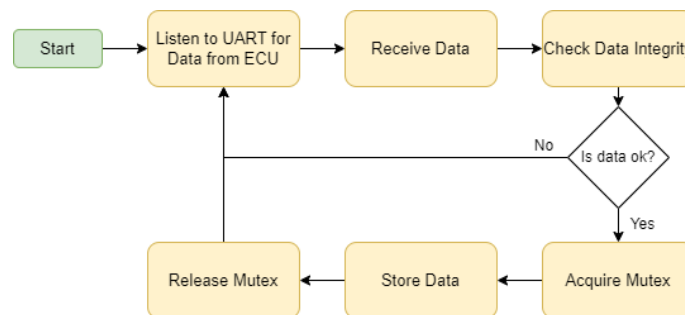 Start
Listen to UART for
Data from ECU
Receive Data
Check Data Integrit
No
Is data ok?
Yes
Release Mutex
Store Data
Acquire Mutex